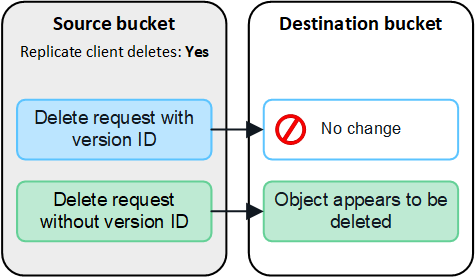 Source bucket
Replicate client deletes: Yes
Delete request with
version ID
Delete request
without version ID
Destination bucket
No change
Object appears to be
deleted